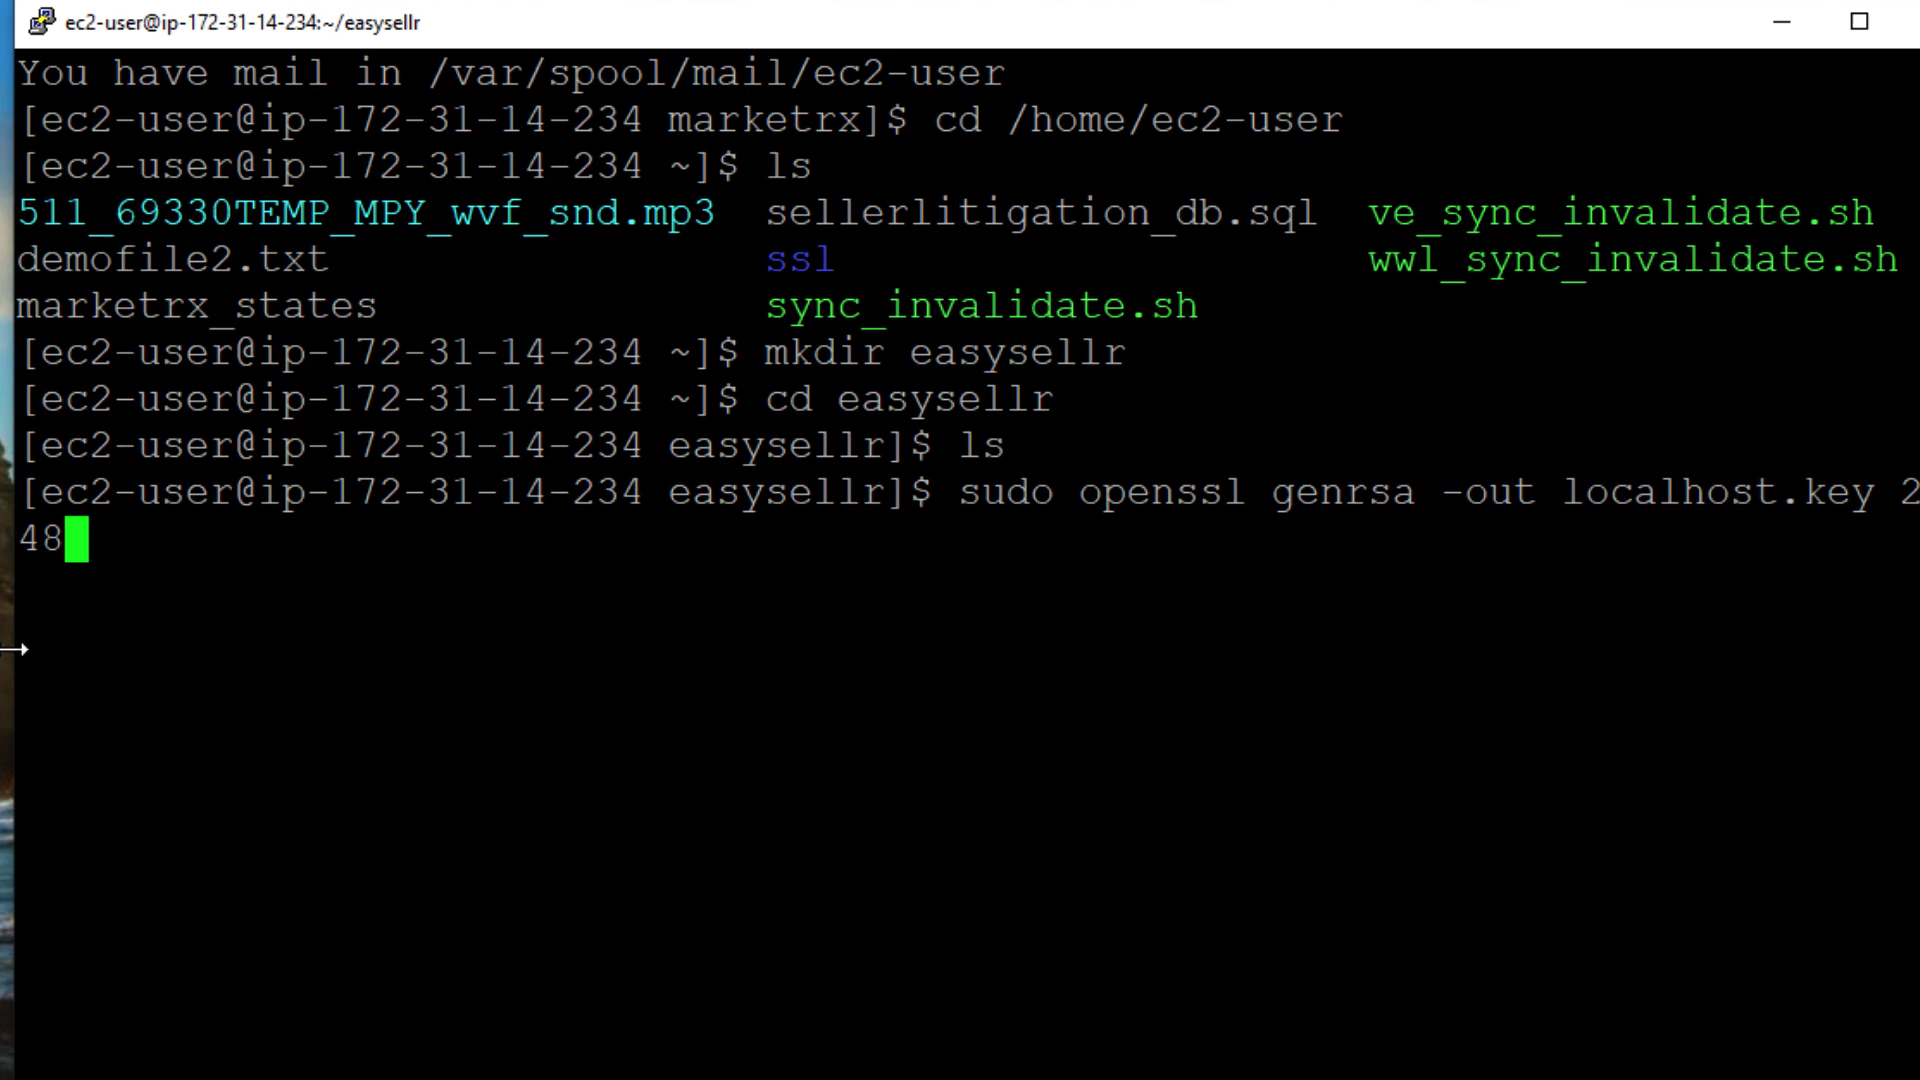 ec2-user@ip-172-31-14-234:~/easysellr
You have mail in /var/spool/mail/ec2-user
[ec2-user@ip-172-31-14-234 marketrx]$ cd /home/ec2-user
[ec2-user@ip-172-31-14-234 ~]$ ls
511_69330TEMP_MPY_wvf_snd.mp3 sellerlitigation_db.sql ve_sync_invalidate.sh
demofile2.txt ssl wwl_sync_invalidate.sh
marketrx_states sync_invalidate.sh
[ec2-user@ip-172-31-14-234 ~]$ mkdir easysellr
[ec2-user@ip-172-31-14-234 ~]$ cd easysellr
[ec2-user@ip-172-31-14-234 easysellr]$ ls
[ec2-user@ip-172-31-14-234 easysellr]$ sudo openssl genrsa -out localhost.key 2
48